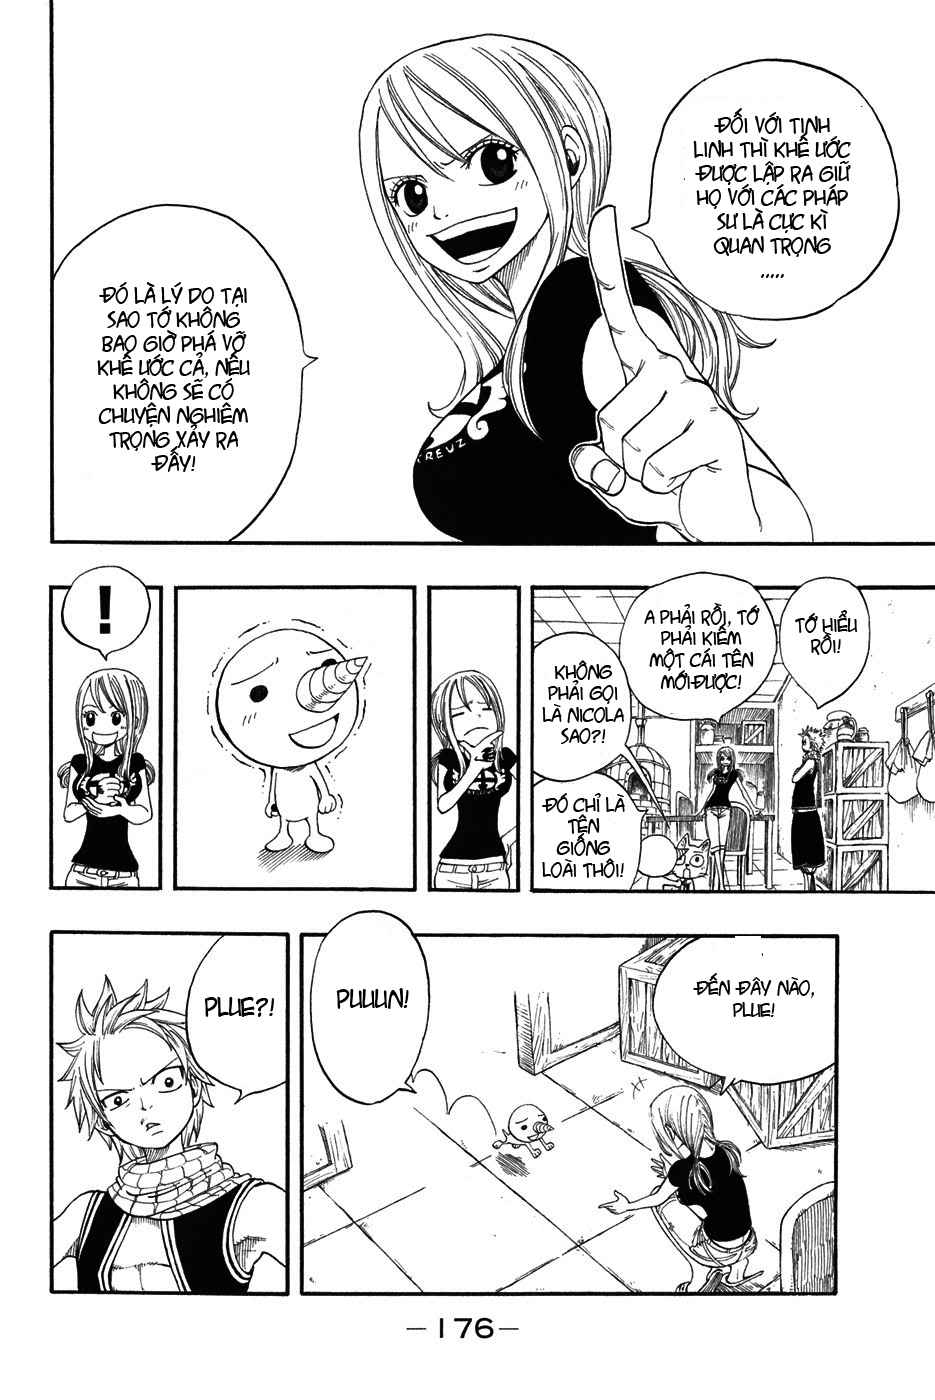 ĐỐI VỚI TINH
LINH THÌ KHẾ ƯỚC
ĐƯỢC LẬP RA GIỮ
HỌ VỚI CÁC PHÁP
SƯ LÀ CỰC KÌ
QUAN TRỌNG
.....
ĐÓ LÀ LÝ DO TẠI
SAO TỚ KHÔNG
BAO GIỜ PHÁ VỠ
KHẾ ƯỚC CẢ, NẾU
KHÔNG SẼ CÓ
CHUYỆN NGHIÊM
TRỌNG XẢY RA
ĐẤY!
REUZ
TỚ HIỂU
RỒI!
A PHẢI RỒI, TỚ
PHẢI KIẾM
MỘT CÁI TÊN
MỚI ĐƯỢC!
KHÔNG
PHẢI GỌI
LÀ NICOLA
SAO?!
ĐÓ CHỈ LÀ
TÊN
GIỐNG
LOÀI THÔI!
!
ĐẾN ĐÂY NÀO,
PLUE!
PUUUN!
PLUE?!
—176—